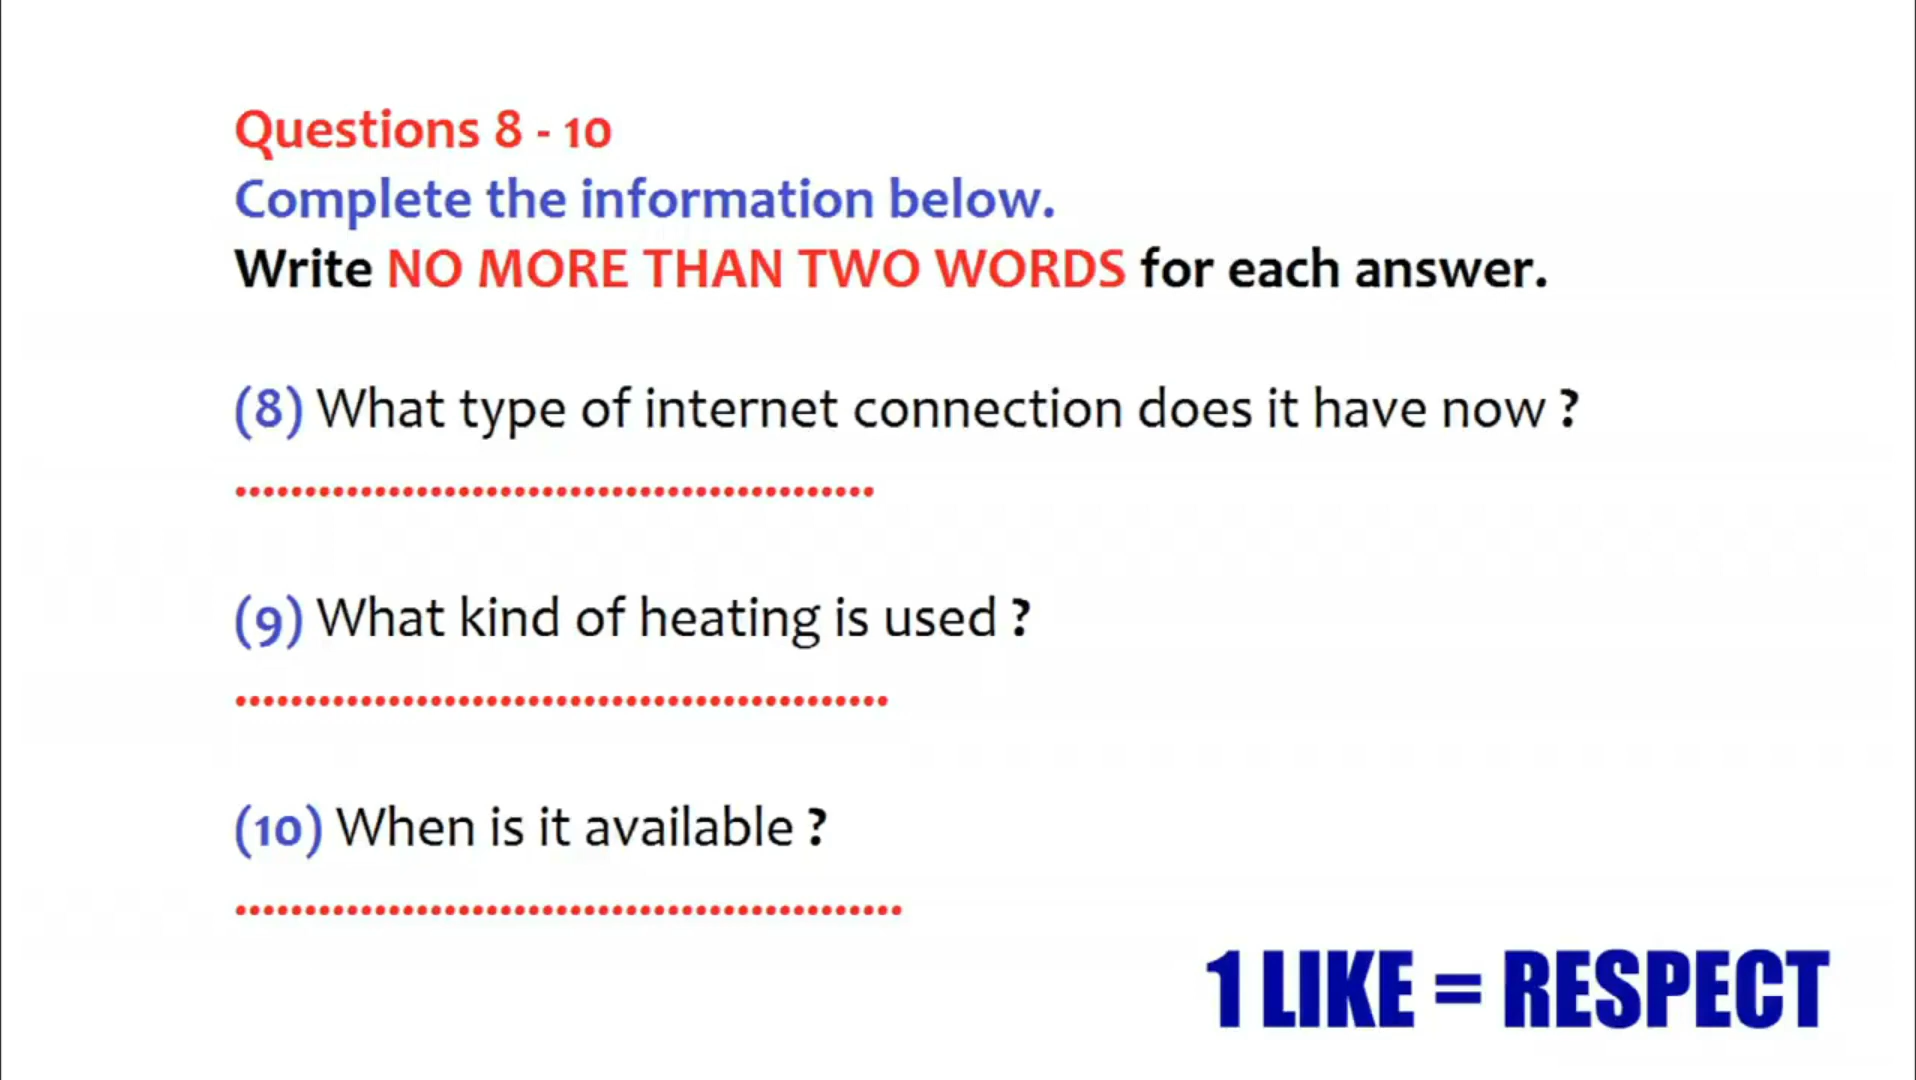 Questions 8 - 10
Complete the information below.
Write NO MORE THAN TWO WORDS for each answer.
(8) What type of internet connection does it have now ?
..............................................
(9) What kind of heating is used ?
...............................................
(10) When is it available ?
................................................
1 LIKE = RESPECT